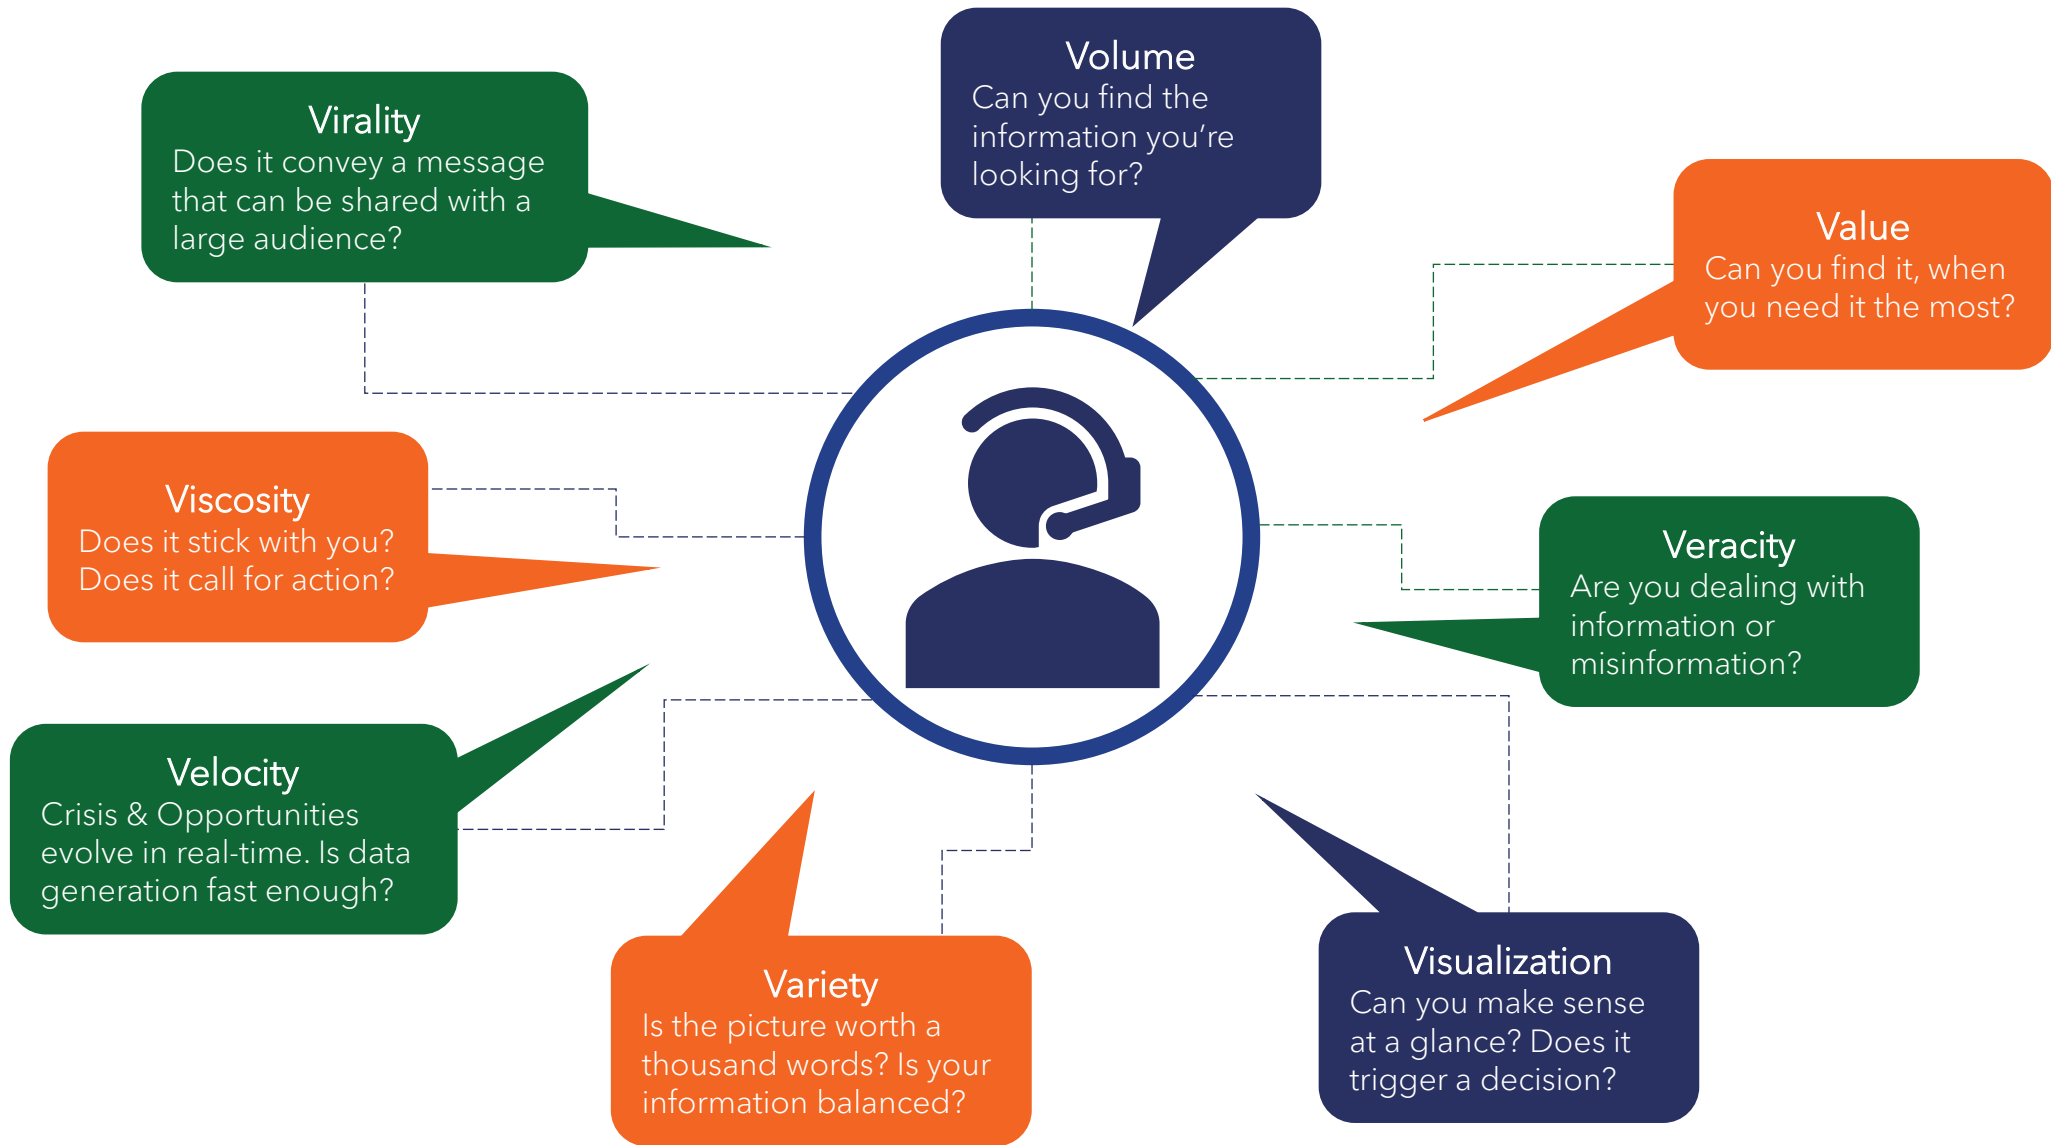 Volume
Can you find the
information you’re
looking for?
Virality
Does it convey a message
that can be shared with a
large audience?
Value
Can you find it, when
you need it the most?
Viscosity
Does it stick with you?
Does it call for action?
Veracity
Are you dealing with
information or
misinformation?
Velocity
Crisis & Opportunities
evolve in real-time. Is data
generation fast enough?
Variety
Is the picture worth a
thousand words? Is your
information balanced?
Visualization
Can you make sense
at a glance? Does it
trigger a decision?